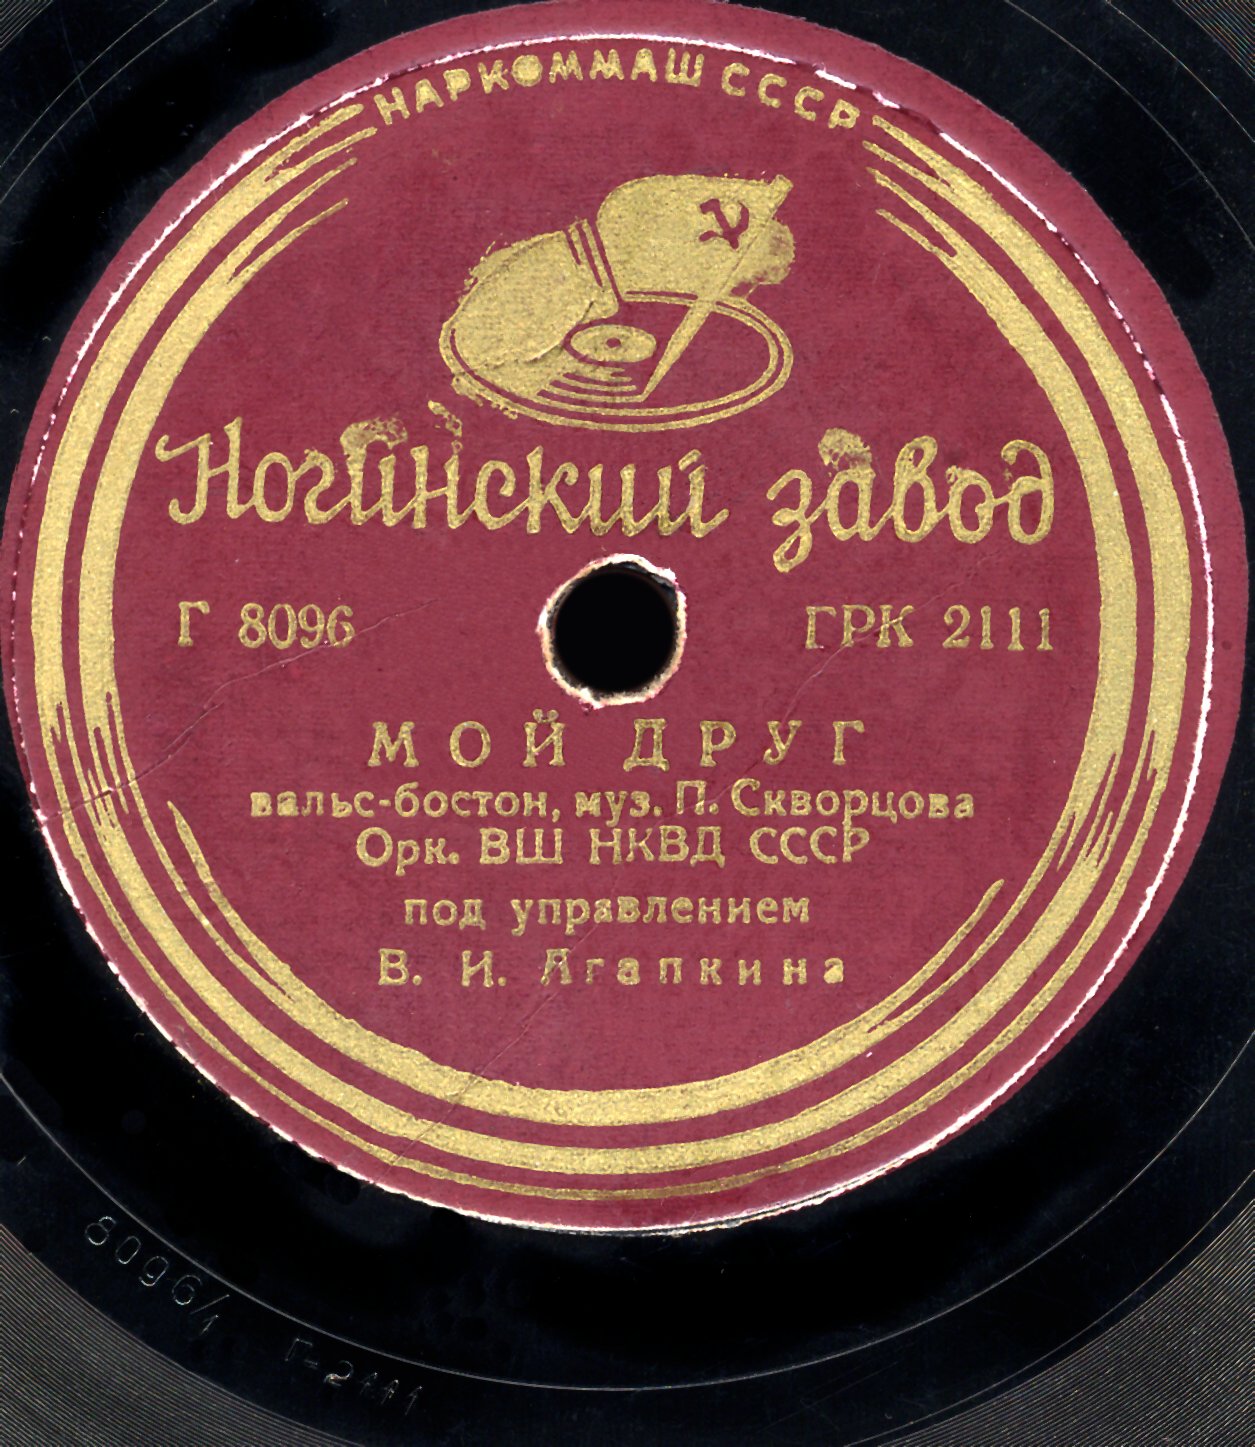 НАРКОММАШ СССР
Ногинский завод
Г 8096
ГРК 2111
МОЙ ДРУГ
вальс-бостон, муз. П. Скворцова
Орк. ВШ НКВД СССР
под управлением
В. И. Агапкина
8096/1 Г-2111